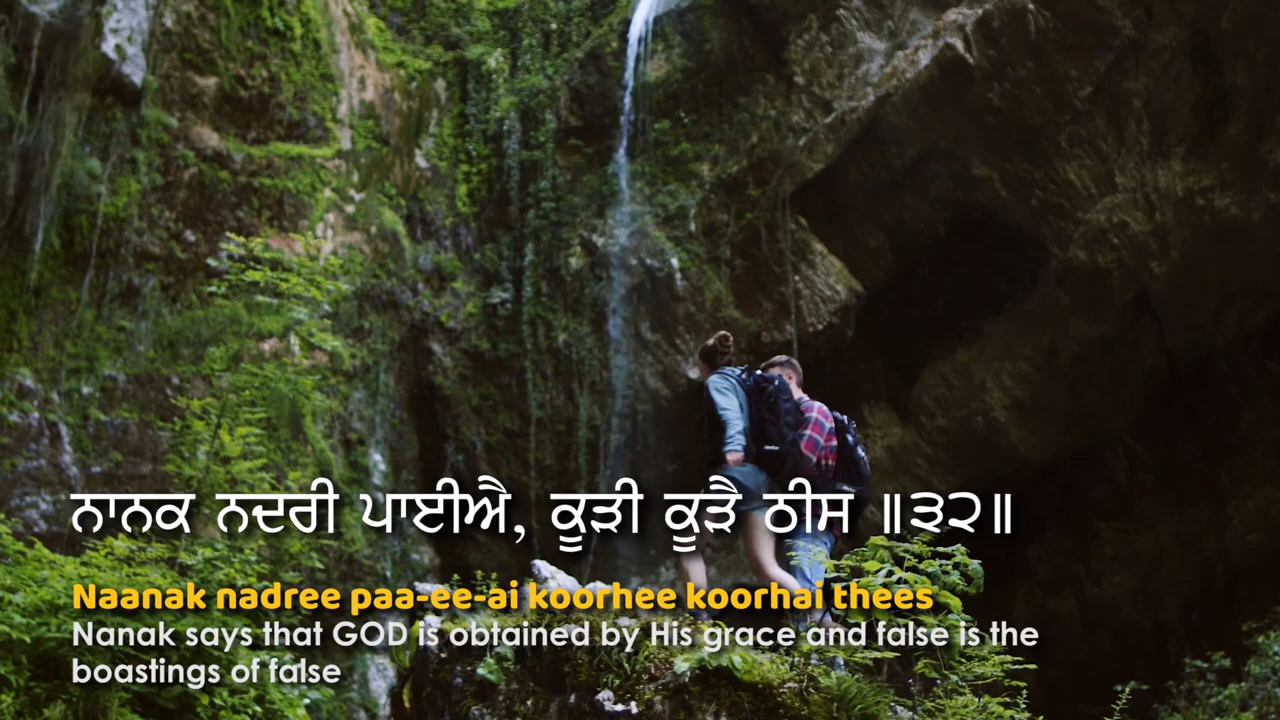 ਨਾਨਕ ਨਦਰੀ ਪਾਈਐ, ਕੂੜੀ ਕੂੜੈ ਠੀਸ ॥੩੨॥
Naanak nadree paa-ee-ai koorhee koorhai thees
Nanak says that GOD is obtained by His grace and false is the
boastings of false